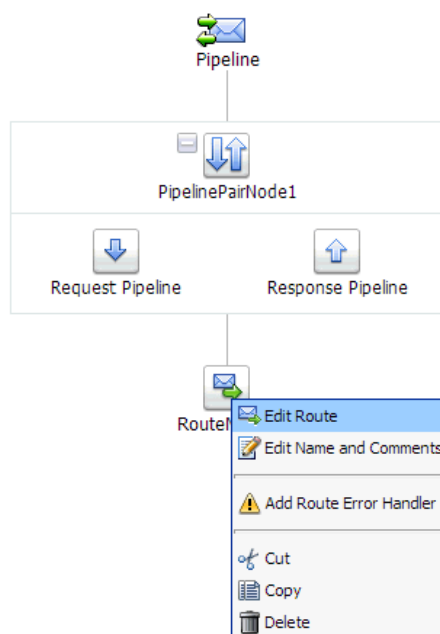 Pipeline
PipelinePairNode1
Request Pipeline
Response Pipeline
Edit Route
Edit Name and Comments
Add Route Error Handler
Cut
Copy
Delete